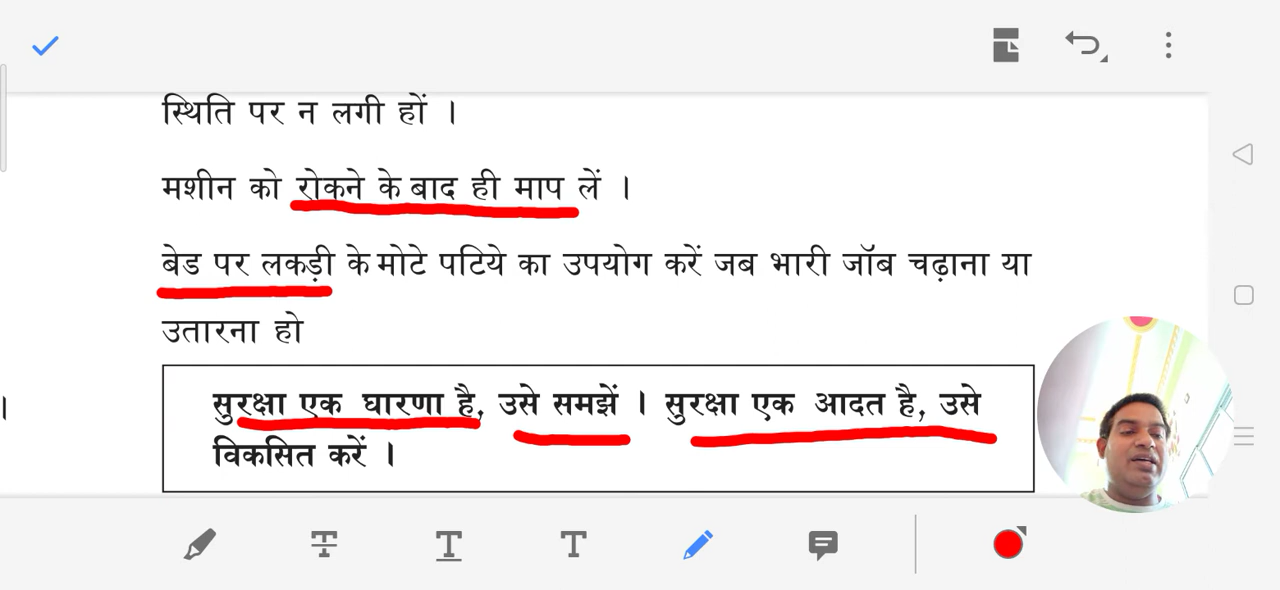 स्थिति पर न लगी हों ।
मशीन को रोकने के बाद ही माप लें ।
बेड पर लकड़ी के मोटे पटिये का उपयोग करें जब भारी जॉब चढ़ाना या
उतारना हो
।
सुरक्षा एक घारणा है, उसे समझें । सुरक्षा एक आदत है, उसे
विकसित करें ।
T T T